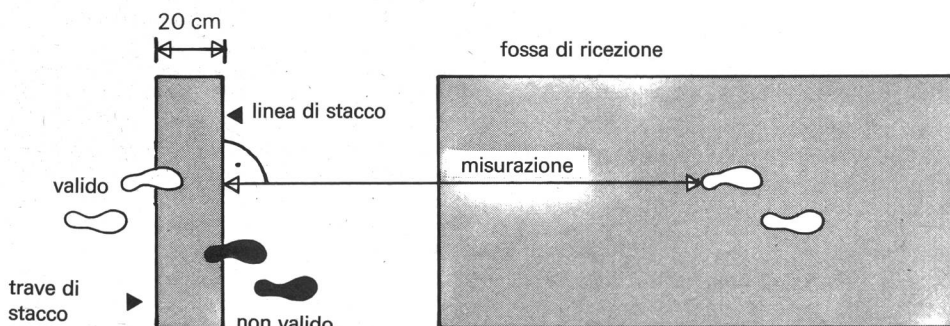 20 cm
fossa di ricezione
linea di stacco
misurazione
valido
trave di
stacco
non valido